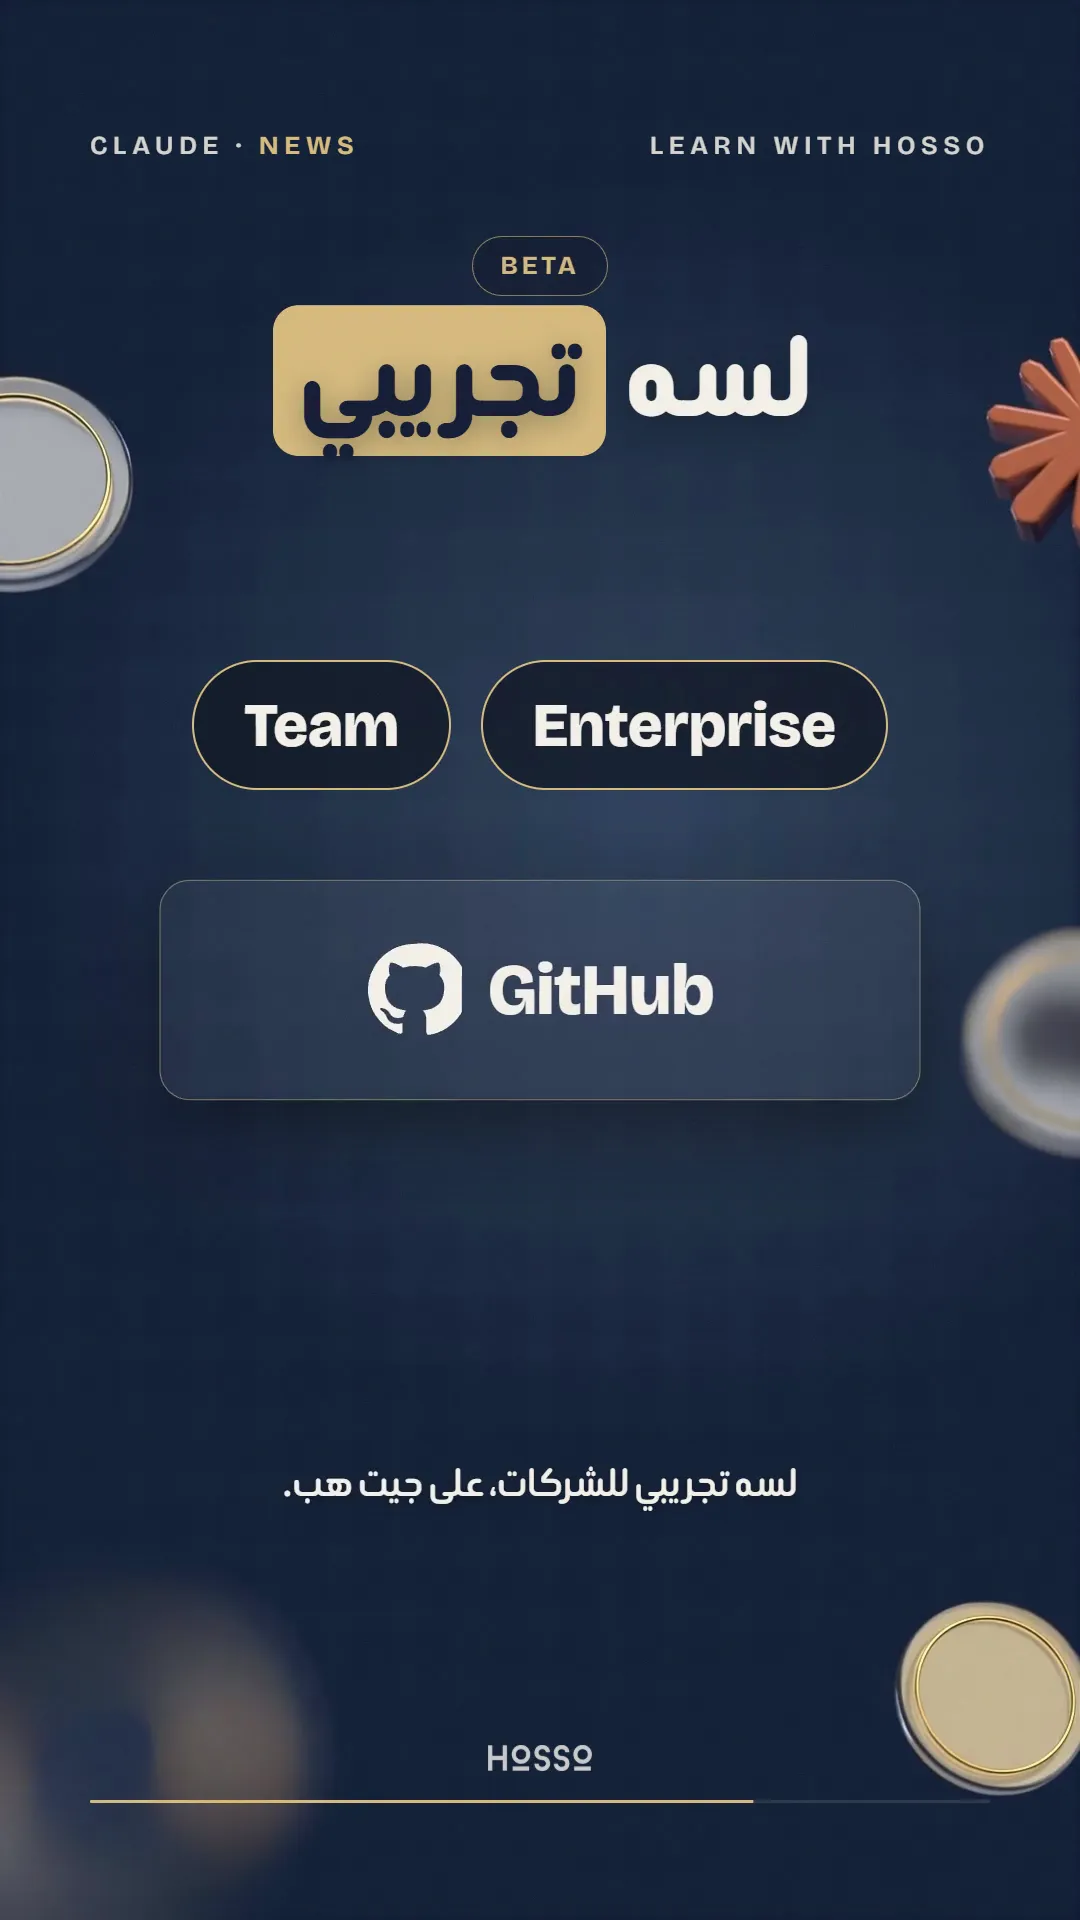 CLAUDE · NEWS
LEARN WITH HOSSO
BETA
لسه تجريبي
Team
Enterprise
GitHub
لسه تجريبي للشركات، على جيت هب.
HOSSO